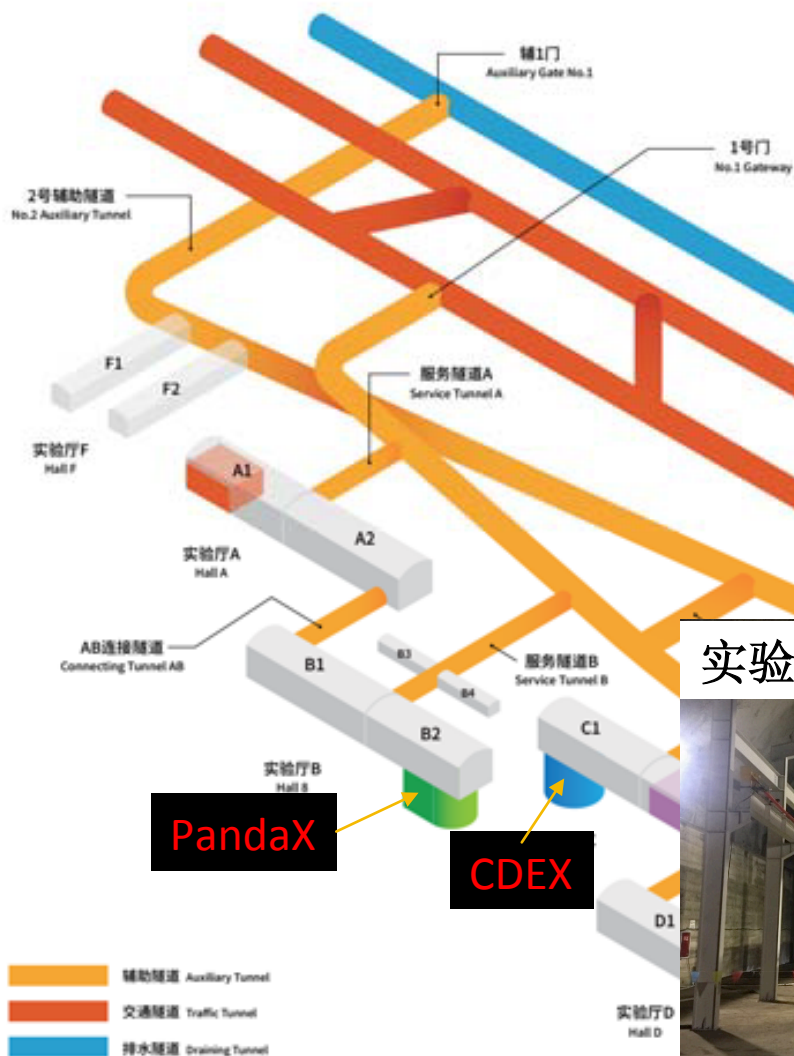 辅1门
Auxiliary Gate No.1
1号门
No.1 Gateway
2号辅助隧道
No.2 Auxiliary Tunnel
F1
F2
服务隧道A
Service Tunnel A
实验厅F
Hall F
A1
A2
实验厅A
Hall A
AB连接隧道
Connecting Tunnel AB
B1
B3
B4
服务隧道B
Service Tunnel B
实验
B2
C1
实验厅B
Hall B
PandaX
CDEX
D1
实验厅D
Hall D
辅助隧道 Auxiliary Tunnel
交通隧道 Traffic Tunnel
排水隧道 Draining Tunnel